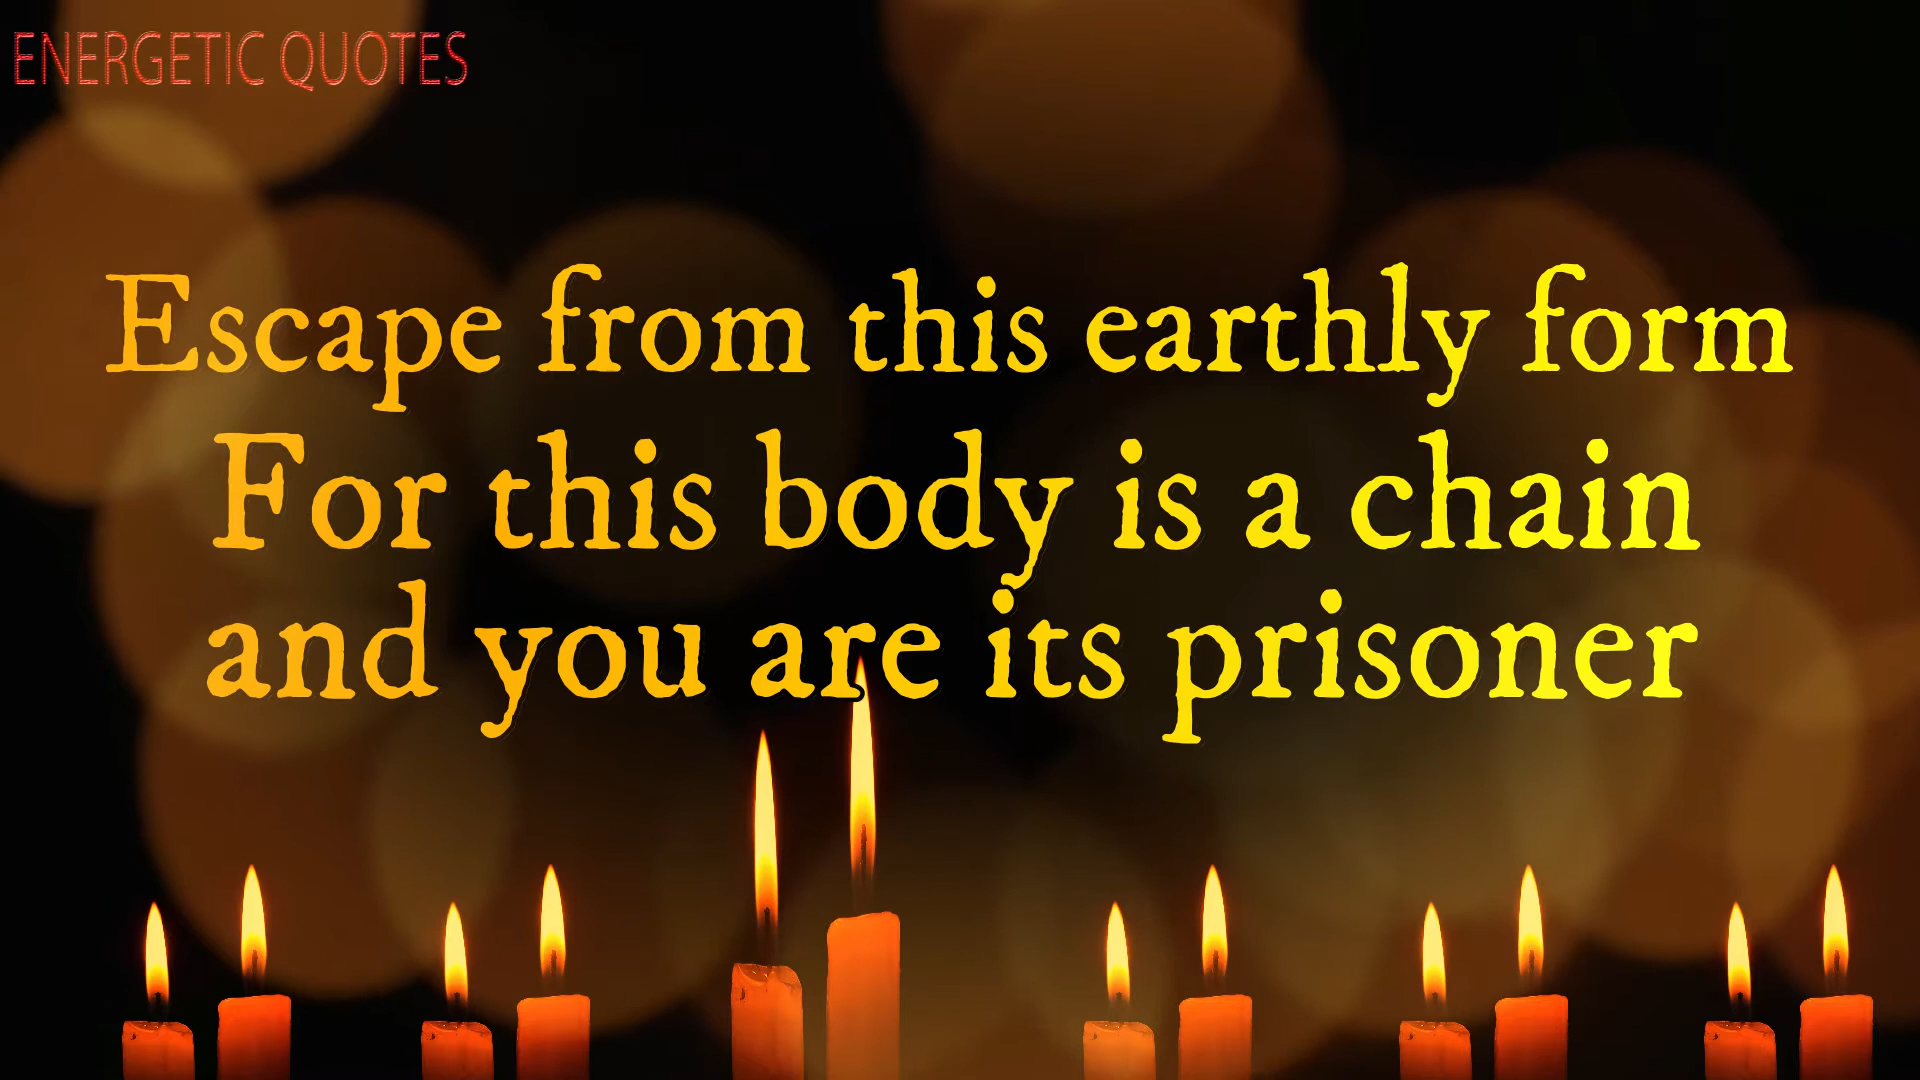 ENERGETIC QUOTES
Escape from this earthly form
For this body is a chain
and you are its prisoner